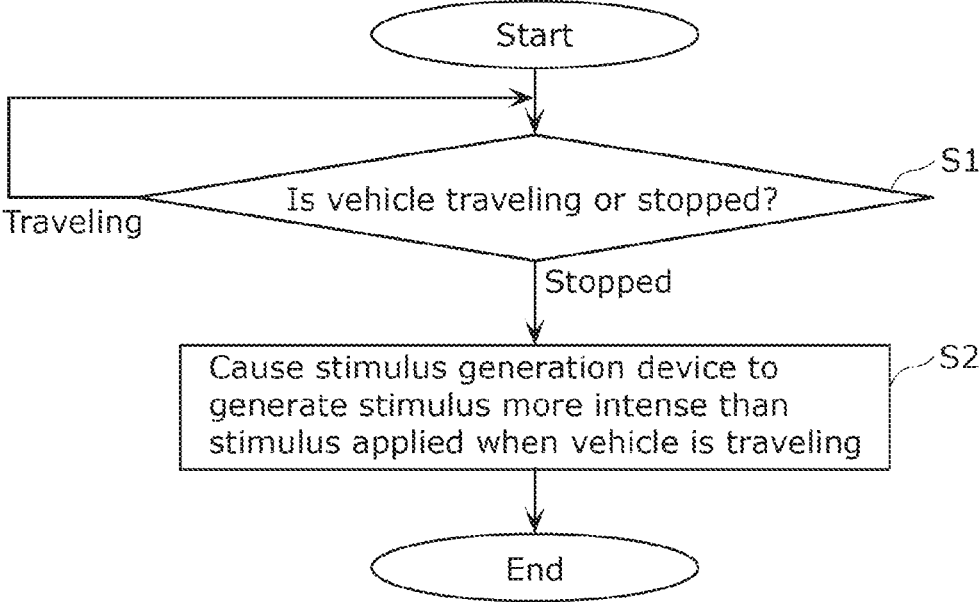 Start
S1
Is vehicle traveling or stopped?
Traveling
Stopped
S2
Cause stimulus generation device to
generate stimulus more intense than
stimulus applied when vehicle is traveling
End